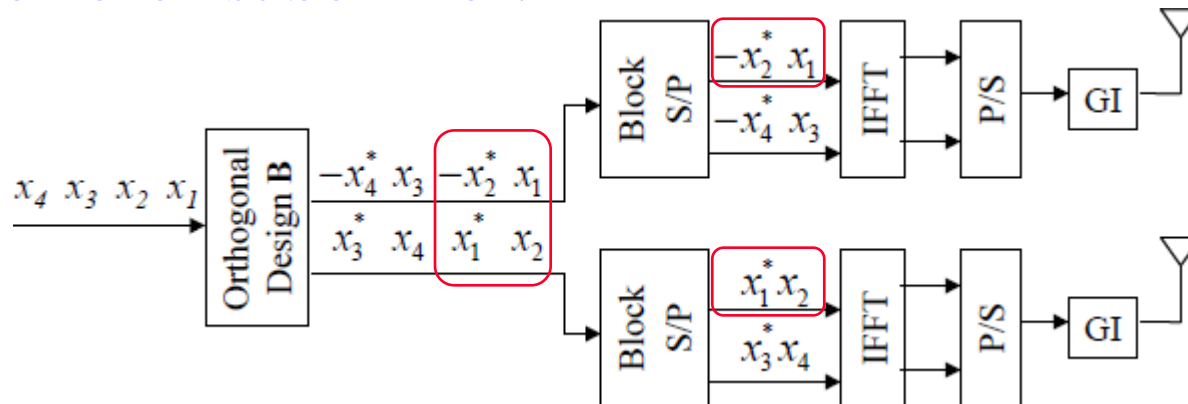 x₄ x₃ x₂ x₁
Orthogonal
Design B
−x₄* x₃ −x₂* x₁
x₃* x₄ x₁* x₂
Block
S/P
−x₂* x₁
−x₄* x₃
IFFT
P/S
GI
Block
S/P
x₁* x₂
x₃* x₄
IFFT
P/S
GI